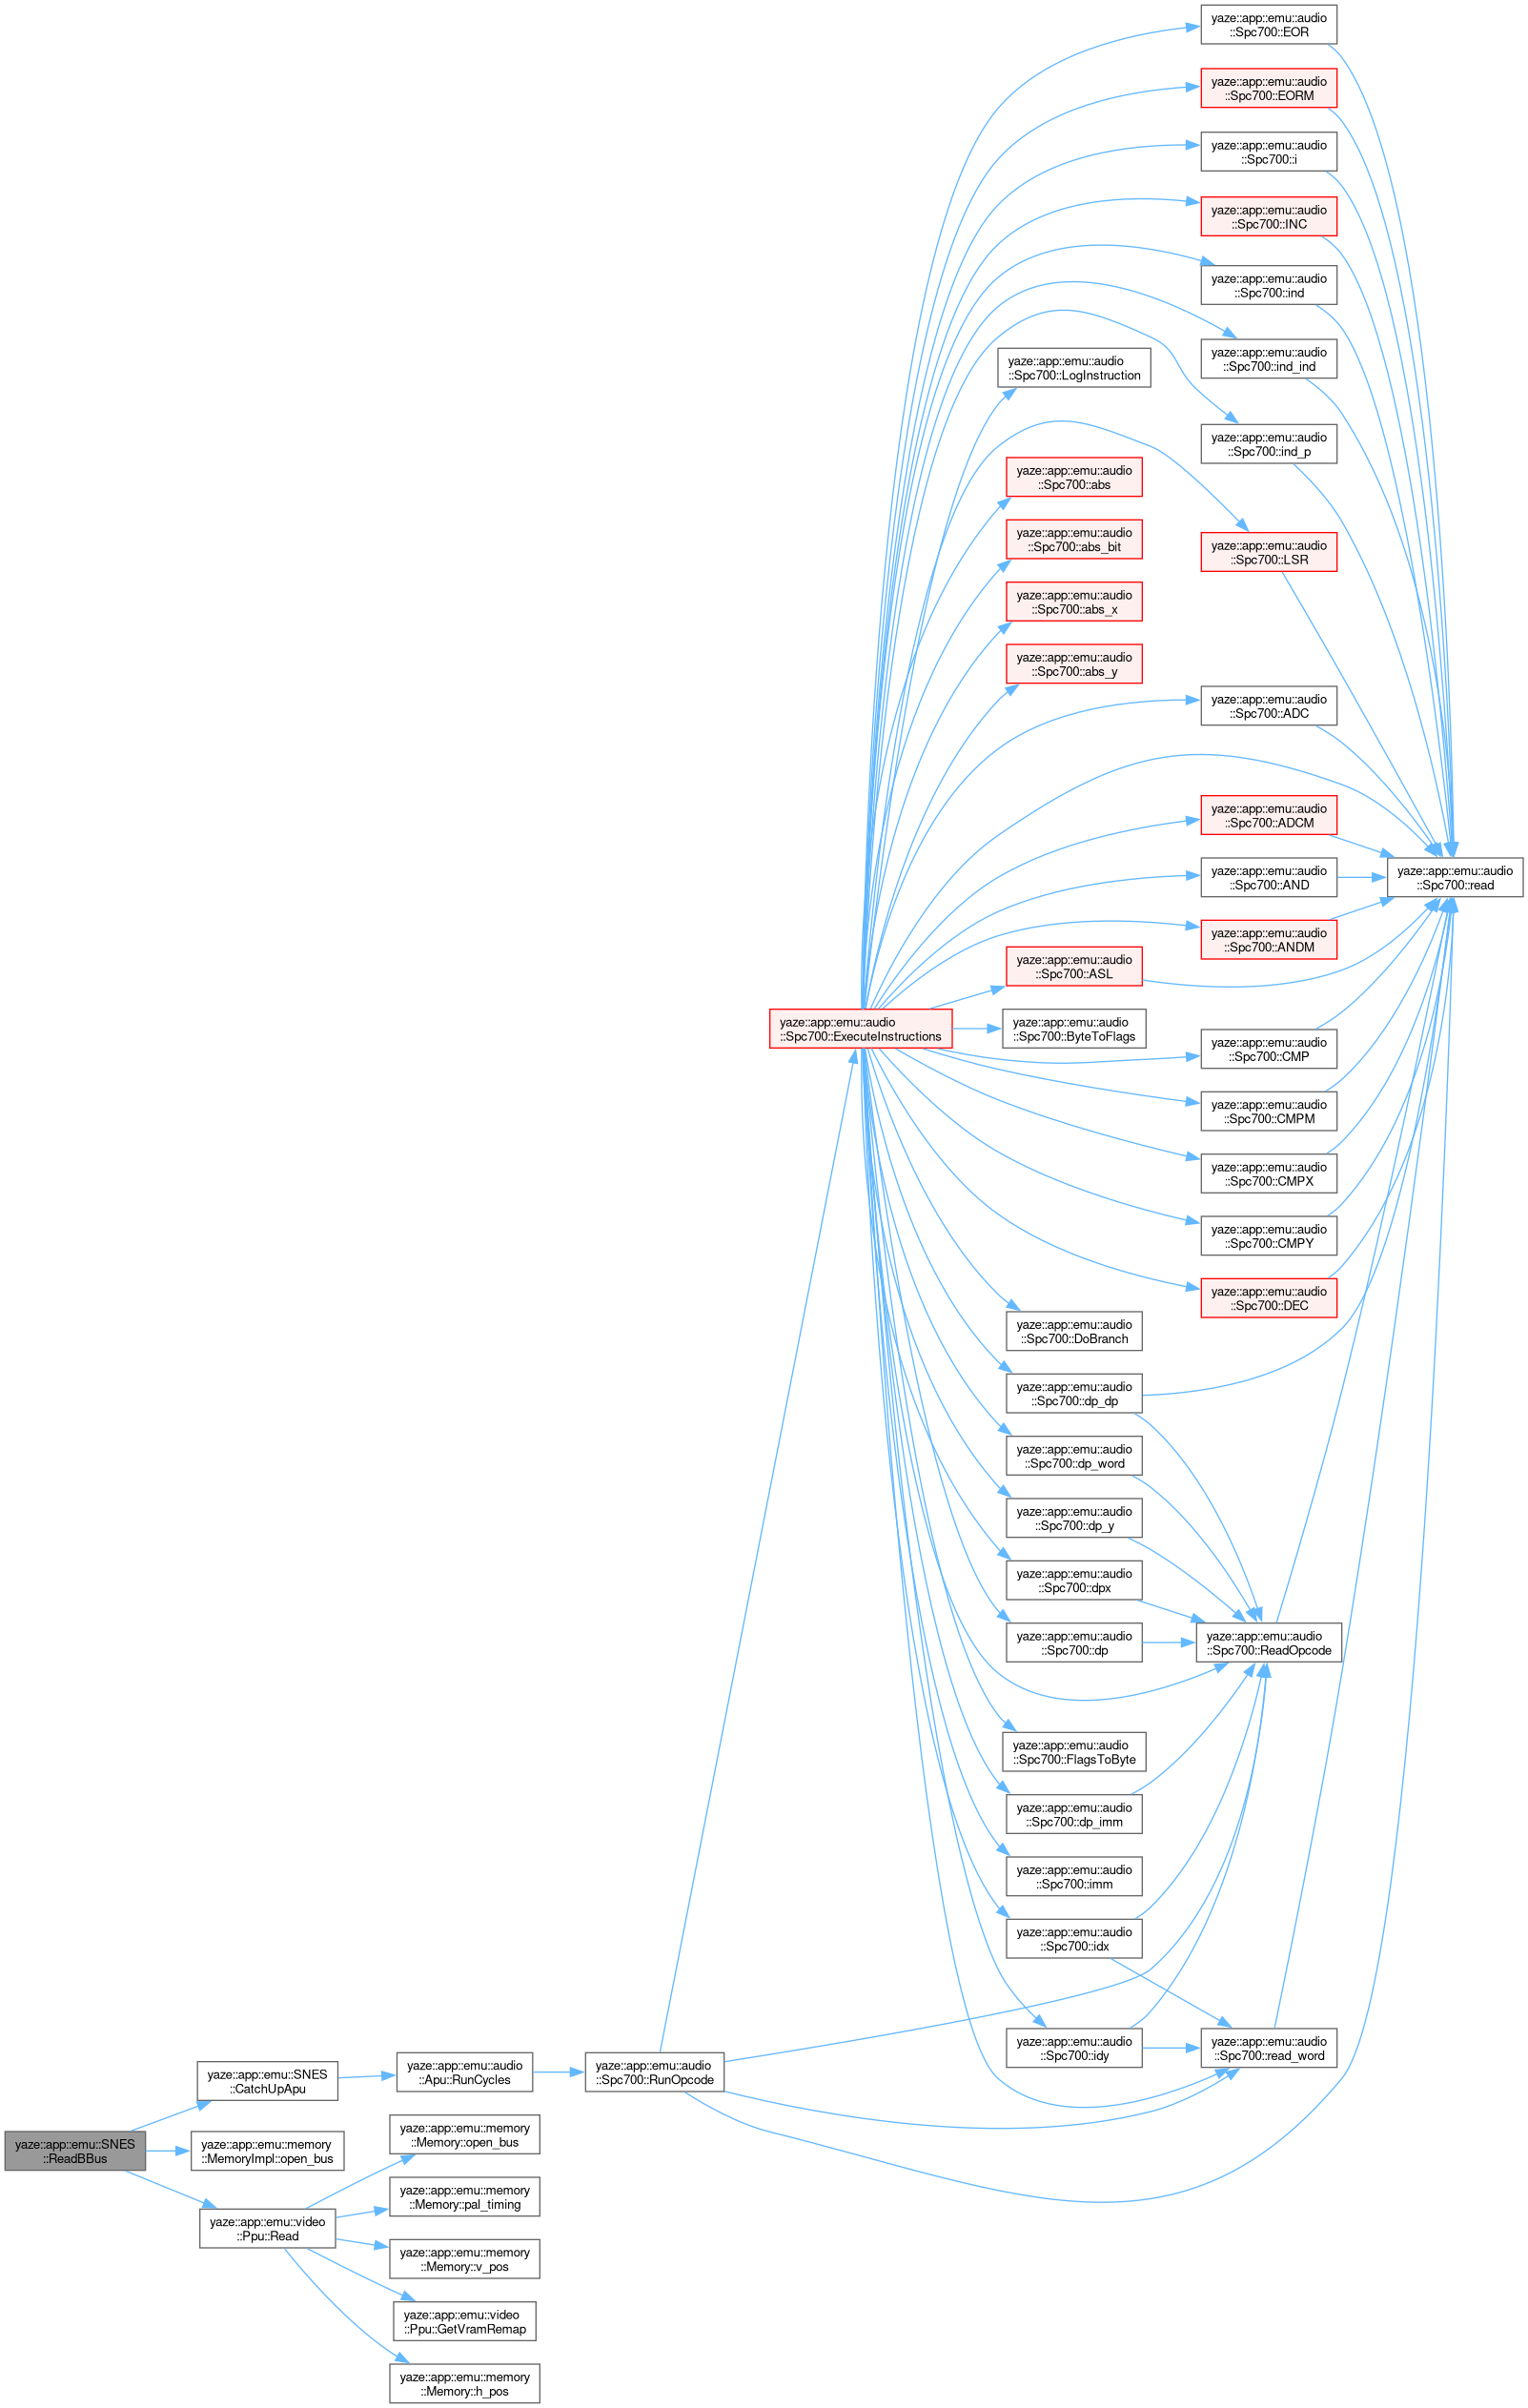 yaze::app::emu::audio
::Spc700::EOR
yaze::app::emu::audio
::Spc700::EORM
yaze::app::emu::audio
::Spc700::i
yaze::app::emu::audio
::Spc700::INC
yaze::app::emu::audio
::Spc700::ind
yaze::app::emu::audio
::Spc700::ind_ind
yaze::app::emu::audio
::Spc700::LogInstruction
yaze::app::emu::audio
::Spc700::ind_p
yaze::app::emu::audio
::Spc700::abs
yaze::app::emu::audio
::Spc700::abs_bit
yaze::app::emu::audio
::Spc700::LSR
yaze::app::emu::audio
::Spc700::abs_x
yaze::app::emu::audio
::Spc700::abs_y
yaze::app::emu::audio
::Spc700::ADC
yaze::app::emu::audio
::Spc700::ADCM
yaze::app::emu::audio
::Spc700::AND
yaze::app::emu::audio
::Spc700::read
yaze::app::emu::audio
::Spc700::ANDM
yaze::app::emu::audio
::Spc700::ASL
yaze::app::emu::audio
::Spc700::ExecuteInstructions
yaze::app::emu::audio
::Spc700::ByteToFlags
yaze::app::emu::audio
::Spc700::CMP
yaze::app::emu::audio
::Spc700::CMPM
yaze::app::emu::audio
::Spc700::CMPX
yaze::app::emu::audio
::Spc700::CMPY
yaze::app::emu::audio
::Spc700::DEC
yaze::app::emu::audio
::Spc700::DoBranch
yaze::app::emu::audio
::Spc700::dp_dp
yaze::app::emu::audio
::Spc700::dp_word
yaze::app::emu::audio
::Spc700::dp_y
yaze::app::emu::audio
::Spc700::dpx
yaze::app::emu::audio
::Spc700::dp
yaze::app::emu::audio
::Spc700::ReadOpcode
yaze::app::emu::audio
::Spc700::FlagsToByte
yaze::app::emu::audio
::Spc700::dp_imm
yaze::app::emu::audio
::Spc700::imm
yaze::app::emu::audio
::Spc700::idx
yaze::app::emu::audio
::Spc700::idy
yaze::app::emu::audio
::Spc700::read_word
yaze::app::emu::SNES
::CatchUpApu
yaze::app::emu::audio
::Apu::RunCycles
yaze::app::emu::audio
::Spc700::RunOpcode
yaze::app::emu::SNES
::ReadBBus
yaze::app::emu::memory
::MemoryImpl::open_bus
yaze::app::emu::memory
::Memory::open_bus
yaze::app::emu::video
::Ppu::Read
yaze::app::emu::memory
::Memory::pal_timing
yaze::app::emu::memory
::Memory::v_pos
yaze::app::emu::video
::Ppu::GetVramRemap
yaze::app::emu::memory
::Memory::h_pos